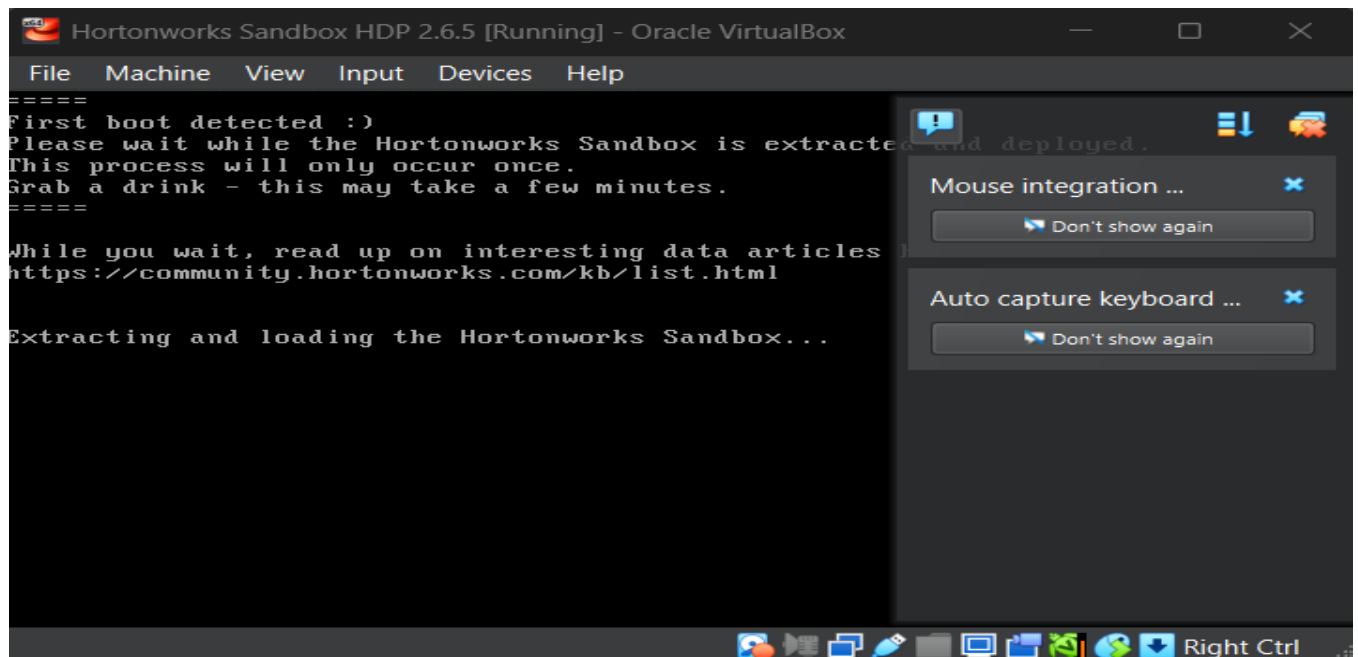 Hortonworks Sandbox HDP 2.6.5 [Running] - Oracle VirtualBox
File Machine View Input Devices Help
=====
First boot detected :)
Please wait while the Hortonworks Sandbox is extracted and deployed.
This process will only occur once.
Grab a drink - this may take a few minutes.
=====
While you wait, read up on interesting data articles
https://community.hortonworks.com/kb/list.html
Extracting and loading the Hortonworks Sandbox...
Mouse integration ...
Don't show again
Auto capture keyboard ...
Don't show again
Right Ctrl